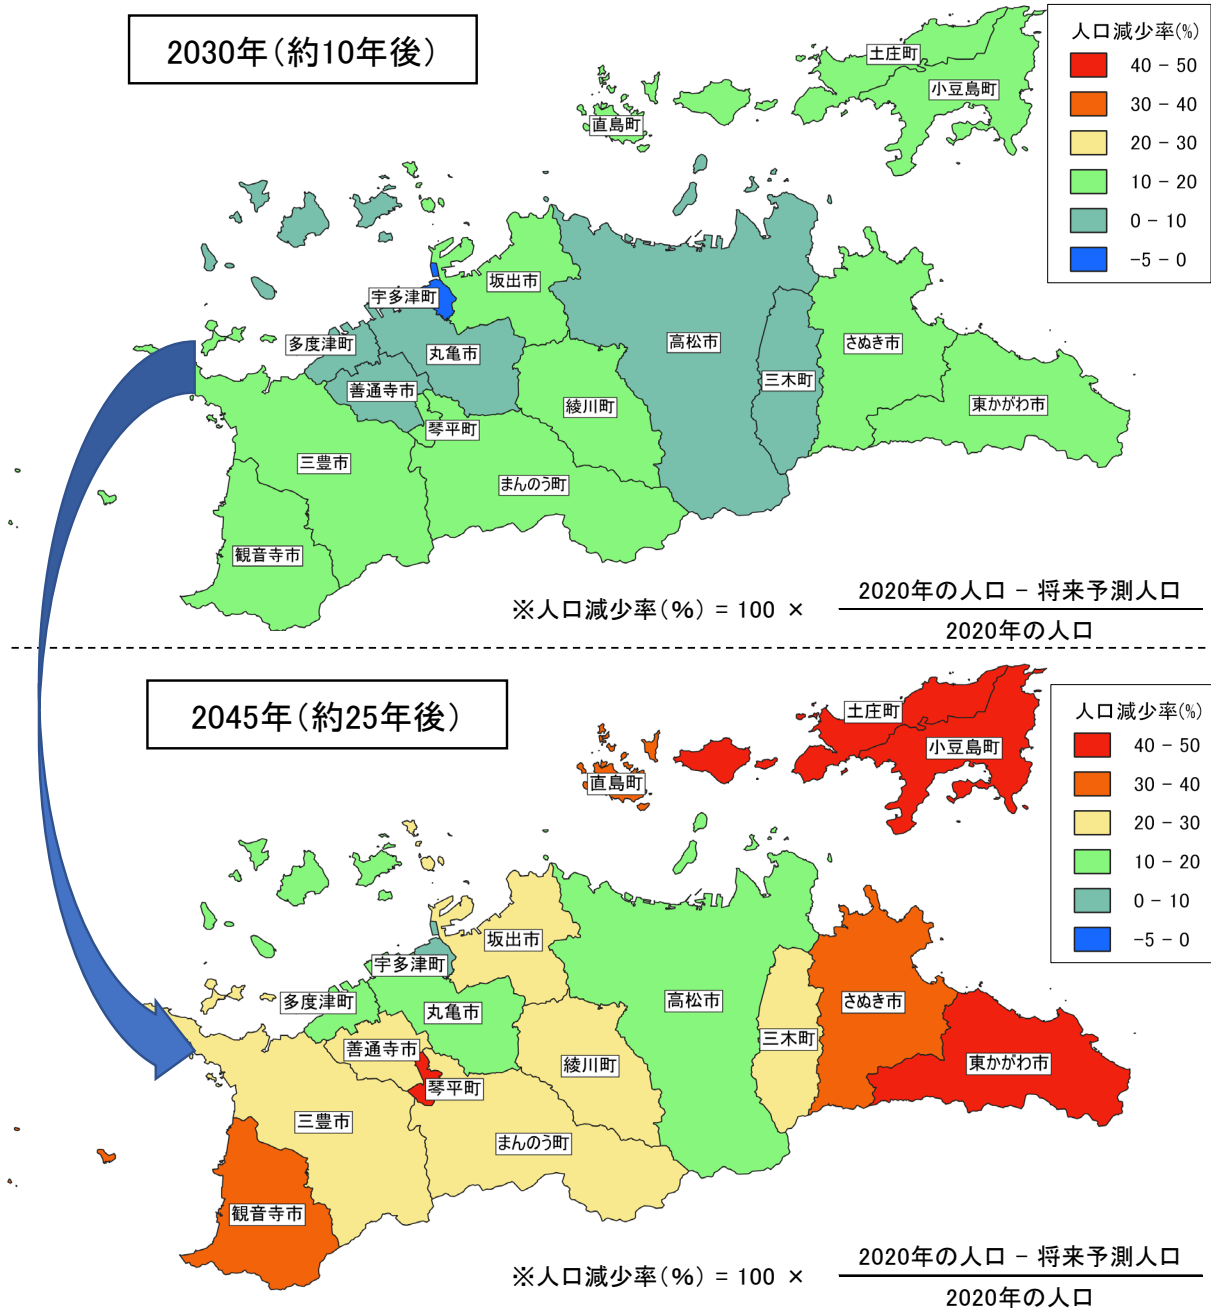 2030年（約10年後）
人口減少率(%)
40 － 50
30 － 40
20 － 30
10 － 20
0 － 10
-5 － 0
土庄町
小豆島町
直島町
坂出市
宇多津町
多度津町
丸亀市
高松市
さぬき市
善通寺市
三木町
綾川町
東かがわ市
琴平町
三豊市
まんのう町
観音寺市
※人口減少率（％）＝100 ×
2020年の人口 － 将来予測人口
2020年の人口
2045年（約25年後）
人口減少率(%)
40 － 50
30 － 40
20 － 30
10 － 20
0 － 10
-5 － 0
土庄町
小豆島町
直島町
坂出市
宇多津町
多度津町
丸亀市
高松市
さぬき市
善通寺市
三木町
綾川町
東かがわ市
琴平町
三豊市
まんのう町
観音寺市
※人口減少率（％）＝100 ×
2020年の人口 － 将来予測人口
2020年の人口